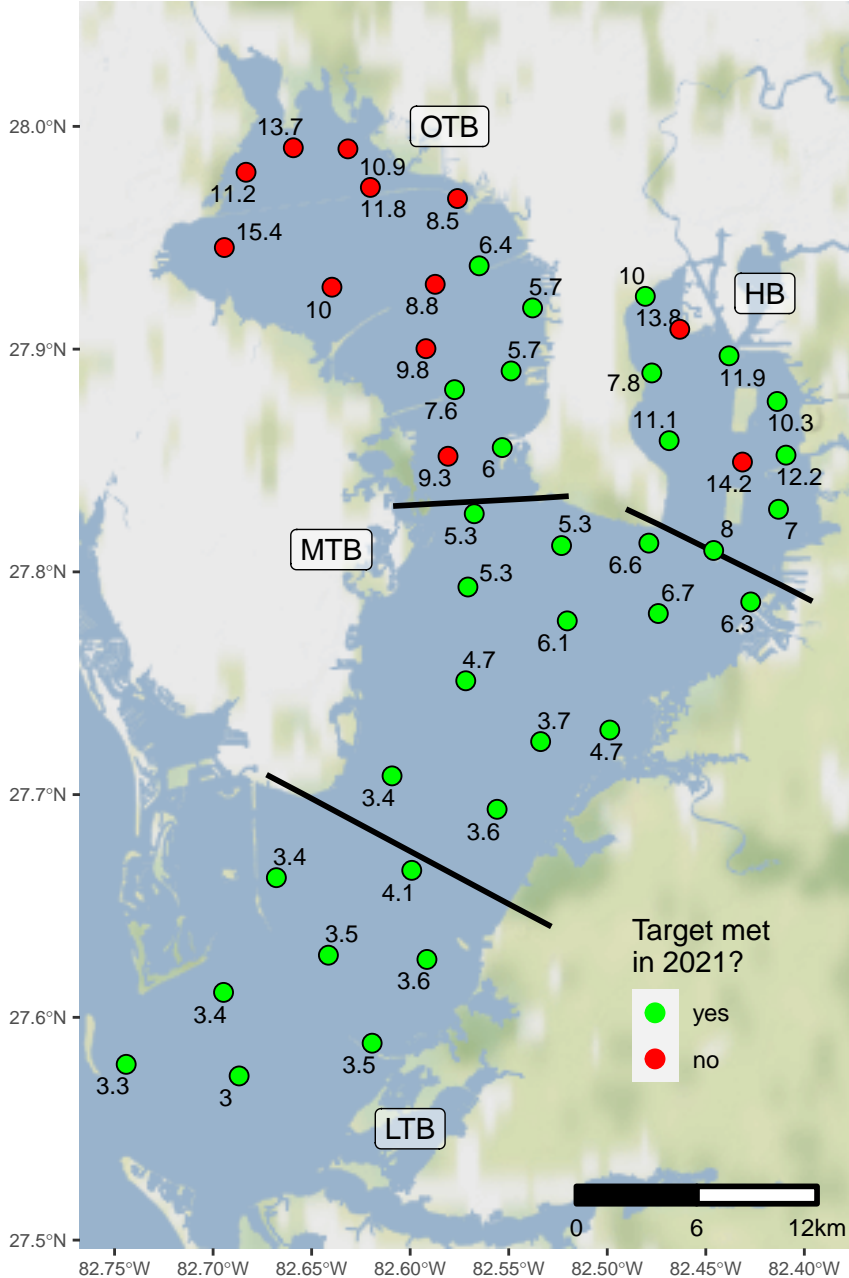 28.0°N
13.7
OTB
10.9
11.2
11.8
8.5
15.4
6.4
5.7
10
HB
10
8.8
13.8
27.9°N
9.8
5.7
7.8
11.9
7.6
11.1
10.3
9.3
6
14.2
12.2
5.3
5.3
8
7
MTB
6.6
27.8°N
5.3
6.7
6.3
6.1
4.7
3.7
4.7
27.7°N
3.4
3.6
3.4
4.1
3.5
Target met
in 2021?
3.6
3.4
yes
27.6°N
3.5
no
3.3
3
LTB
0
6
12km
27.5°N
82.75°W
82.70°W
82.65°W
82.60°W
82.55°W
82.50°W
82.45°W
82.40°W